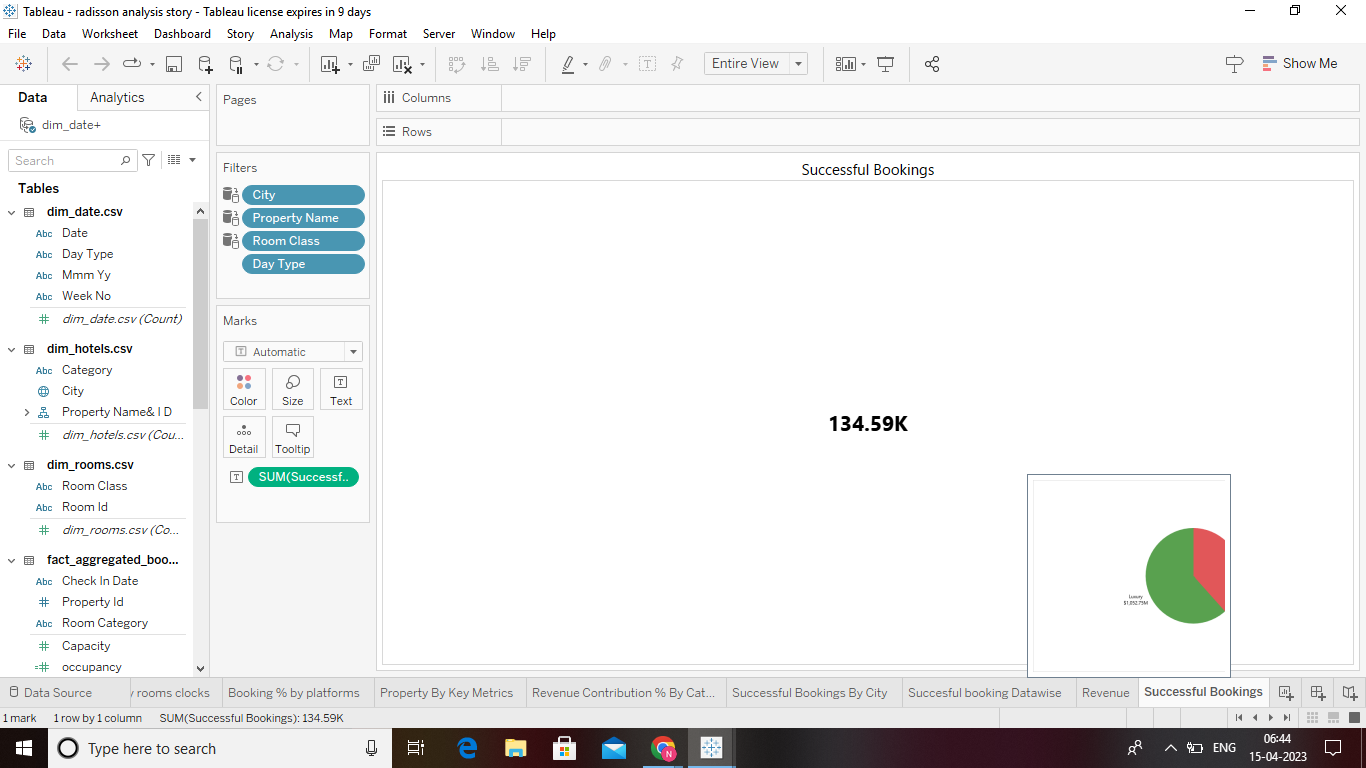 Tableau - radisson analysis story - Tableau license expires in 9 days
File Data Worksheet Dashboard Story Analysis Map Format Server Window Help
Entire View
Show Me
Data Analytics
dim_date+
Search
Tables
dim_date.csv
Abc Date
Abc Day Type
Abc Mmm Yy
Abc Week No
dim_date.csv (Count)
dim_hotels.csv
Abc Category
City
Property Name& I D
dim_hotels.csv (Cou...
dim_rooms.csv
Abc Room Class
Abc Room Id
dim_rooms.csv (Co...
fact_aggregated_boo...
Abc Check In Date
Property Id
Abc Room Category
Capacity
occupancy
Pages
Filters
City
Property Name
Room Class
Day Type
Marks
Automatic
Color Size Text
Detail Tooltip
SUM(Successf..
Columns
Rows
Successful Bookings
134.59K
Luxury
$1,052.75M
Data Source y rooms clocks Booking % by platforms Property By Key Metrics Revenue Contribution % By Cat... Successful Bookings By City Succesful booking Datawise Revenue Successful Bookings
1 mark 1 row by 1 column SUM(Successful Bookings): 134.59K
Type here to search
N
ENG
06:44
15-04-2023